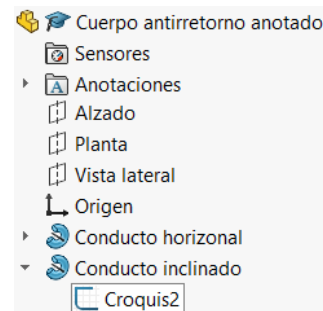 Cuerpo antirretorno anotado
Sensores
A Anotaciones
Alzado
Planta
Vista lateral
Origen
Conducto horizonal
Conducto inclinado
Croquis2